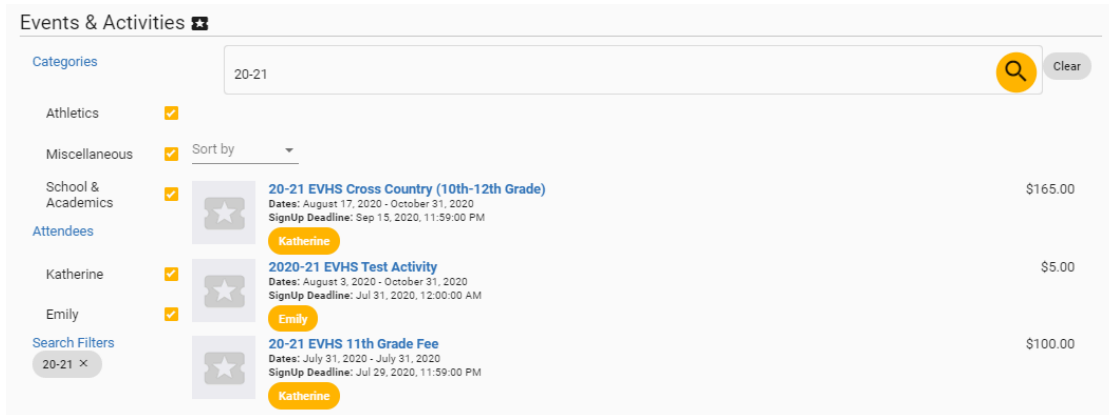 Events & Activities
Categories
20-21
Clear
Athletics
Miscellaneous
Sort by
School &
Academics
Attendees
Katherine
Emily
Search Filters
20-21 ×
20-21 EVHS Cross Country (10th-12th Grade)
$165.00
Dates: August 17, 2020 - October 31, 2020
SignUp Deadline: Sep 15, 2020, 11:59:00 PM
Katherine
2020-21 EVHS Test Activity
$5.00
Dates: August 3, 2020 - October 31, 2020
SignUp Deadline: Jul 31, 2020, 12:00:00 AM
Emily
20-21 EVHS 11th Grade Fee
$100.00
Dates: July 31, 2020 - July 31, 2020
SignUp Deadline: Jul 29, 2020, 11:59:00 PM
Katherine